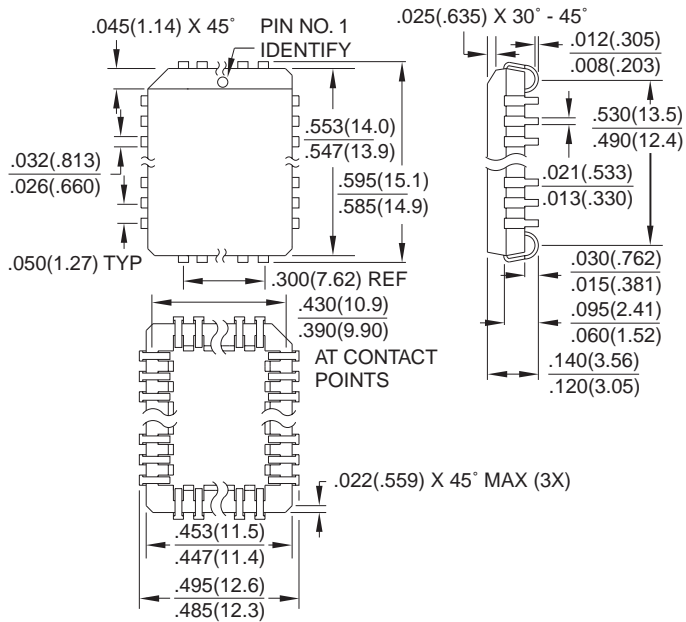 .045(1.14) X 45°
PIN NO. 1
IDENTIFY
.025(.635) X 30° - 45°
.012(.305)
.008(.203)
.553(14.0)
.547(13.9)
.530(13.5)
.490(12.4)
.032(.813)
.026(.660)
.595(15.1)
.585(14.9)
.021(.533)
.013(.330)
.050(1.27) TYP
.300(7.62) REF
.030(.762)
.015(.381)
.430(10.9)
.390(9.90)
AT CONTACT
POINTS
.095(2.41)
.060(1.52)
.140(3.56)
.120(3.05)
.022(.559) X 45° MAX (3X)
.453(11.5)
.447(11.4)
.495(12.6)
.485(12.3)